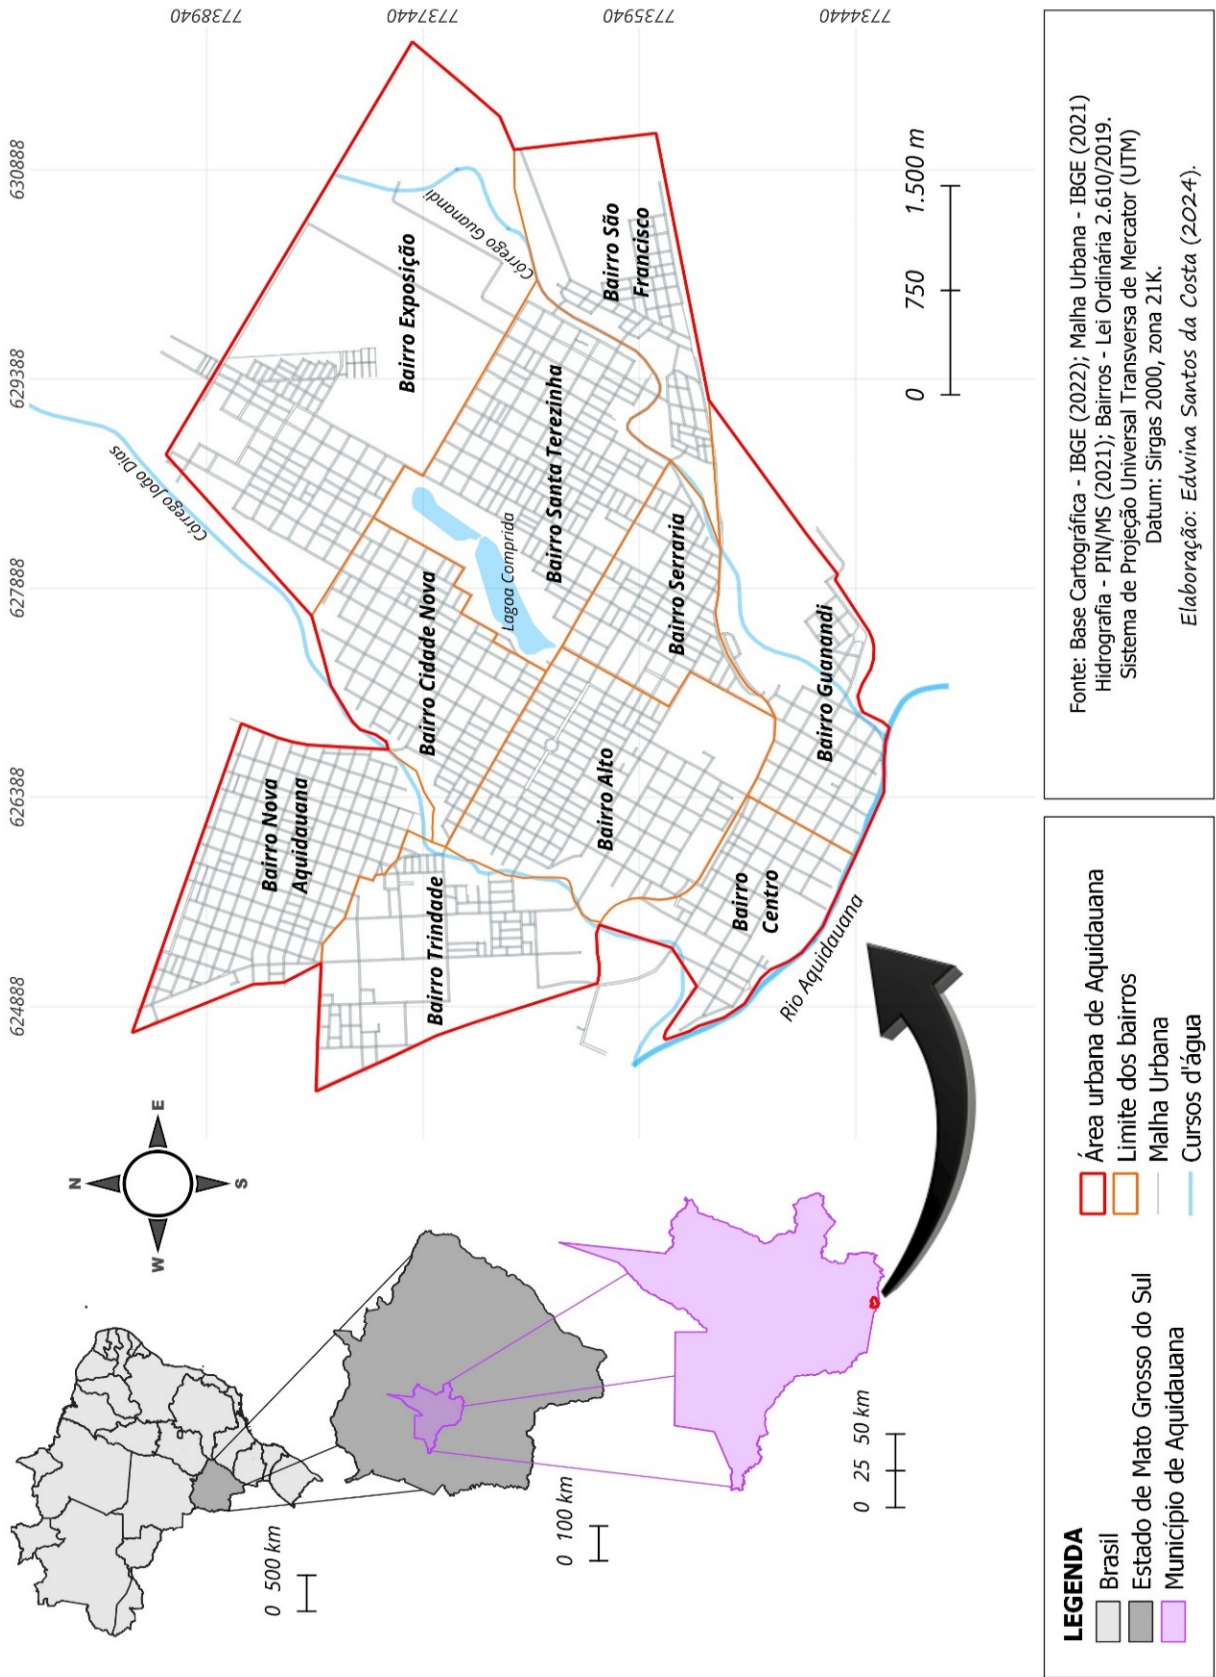 624888
626388
627888
629388
630888
7738940
7737440
7735940
7734440
N
W
E
S
Córrego João Dias
Bairro Nova
Aquidauana
Bairro Exposição
Córrego Guanandi
Bairro Cidade Nova
Bairro Trindade
Lagoa Comprida
Bairro Santa Terezinha
Bairro São
Francisco
Bairro Alto
Bairro Serraria
Bairro
Centro
Bairro Guanandi
Rio Aquidauana
0 750 1.500 m
0 500 km
0 100 km
0 25 50 km
LEGENDA
Brasil
Estado de Mato Grosso do Sul
Município de Aquidauana
Área urbana de Aquidauana
Limite dos bairros
Malha Urbana
Cursos d'água
Fonte: Base Cartográfica - IBGE (2022); Malha Urbana - IBGE (2021)
Hidrografia - PIN/MS (2021); Bairros - Lei Ordinária 2.610/2019.
Sistema de Projeção Universal Transversa de Mercator (UTM)
Datum: Sirgas 2000, zona 21K.
Elaboração: Edwina Santos da Costa (2024).